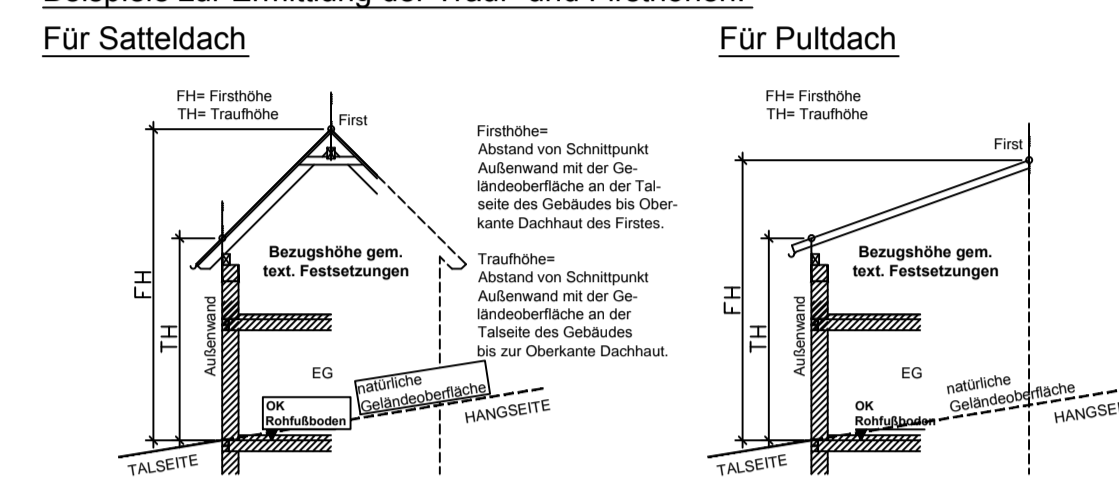 Beispiele zur Ermittlung der Trauf- und Firsthöhen:
Für Satteldach
FH= Firsthöhe
TH= Traufhöhe
First
Firsthöhe=
Abstand von Schnittpunkt
Außenwand mit der Ge-
ländeoberfläche an der Tal-
seite des Gebäudes bis Ober-
kante Dachhaut des Firstes.
Traufhöhe=
Abstand von Schnittpunkt
Außenwand mit der Ge-
ländeoberfläche an der
Talseite des Gebäudes
bis zur Oberkante Dachhaut.
Bezugshöhe gem.
text. Festsetzungen
FH
TH
Außenwand
EG
natürliche
Geländeoberfläche
OK
Rohfußboden
HANGSEITE
TALSEITE
Für Pultdach
FH= Firsthöhe
TH= Traufhöhe
First
Bezugshöhe gem.
text. Festsetzungen
FH
TH
Außenwand
EG
natürliche
Geländeoberfläche
OK
Rohfußboden
HANGSEI
TALSEITE